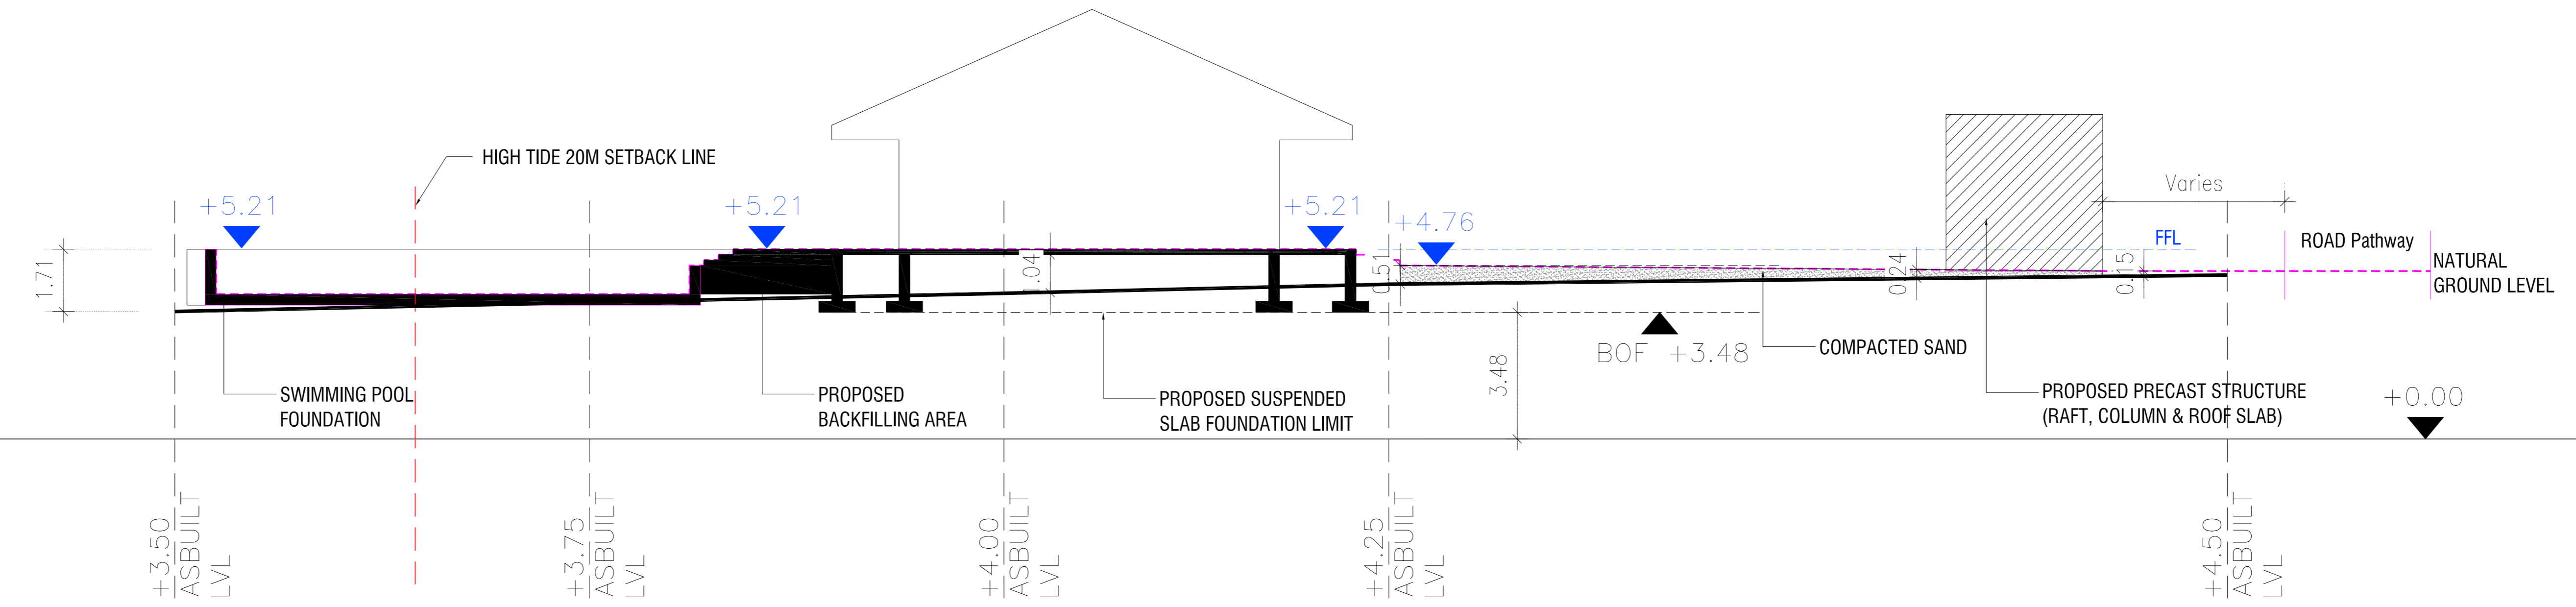 HIGH TIDE 20M SETBACK LINE
Varies
+5.21
+5.21
+5.21
+4.76
FFL
ROAD Pathway
NATURAL
GROUND LEVEL
1.71
1.04
0.51
0.24
0.15
BOF +3.48
COMPACTED SAND
3.48
SWIMMING POOL
FOUNDATION
PROPOSED
BACKFILLING AREA
PROPOSED SUSPENDED
SLAB FOUNDATION LIMIT
PROPOSED PRECAST STRUCTURE
(RAFT, COLUMN & ROOF SLAB)
+0.00
+3.50
ASBUILT
LVL
+3.75
ASBUILT
LVL
+4.00
ASBUILT
LVL
+4.25
ASBUILT
LVL
+4.50
ASBUILT
LVL